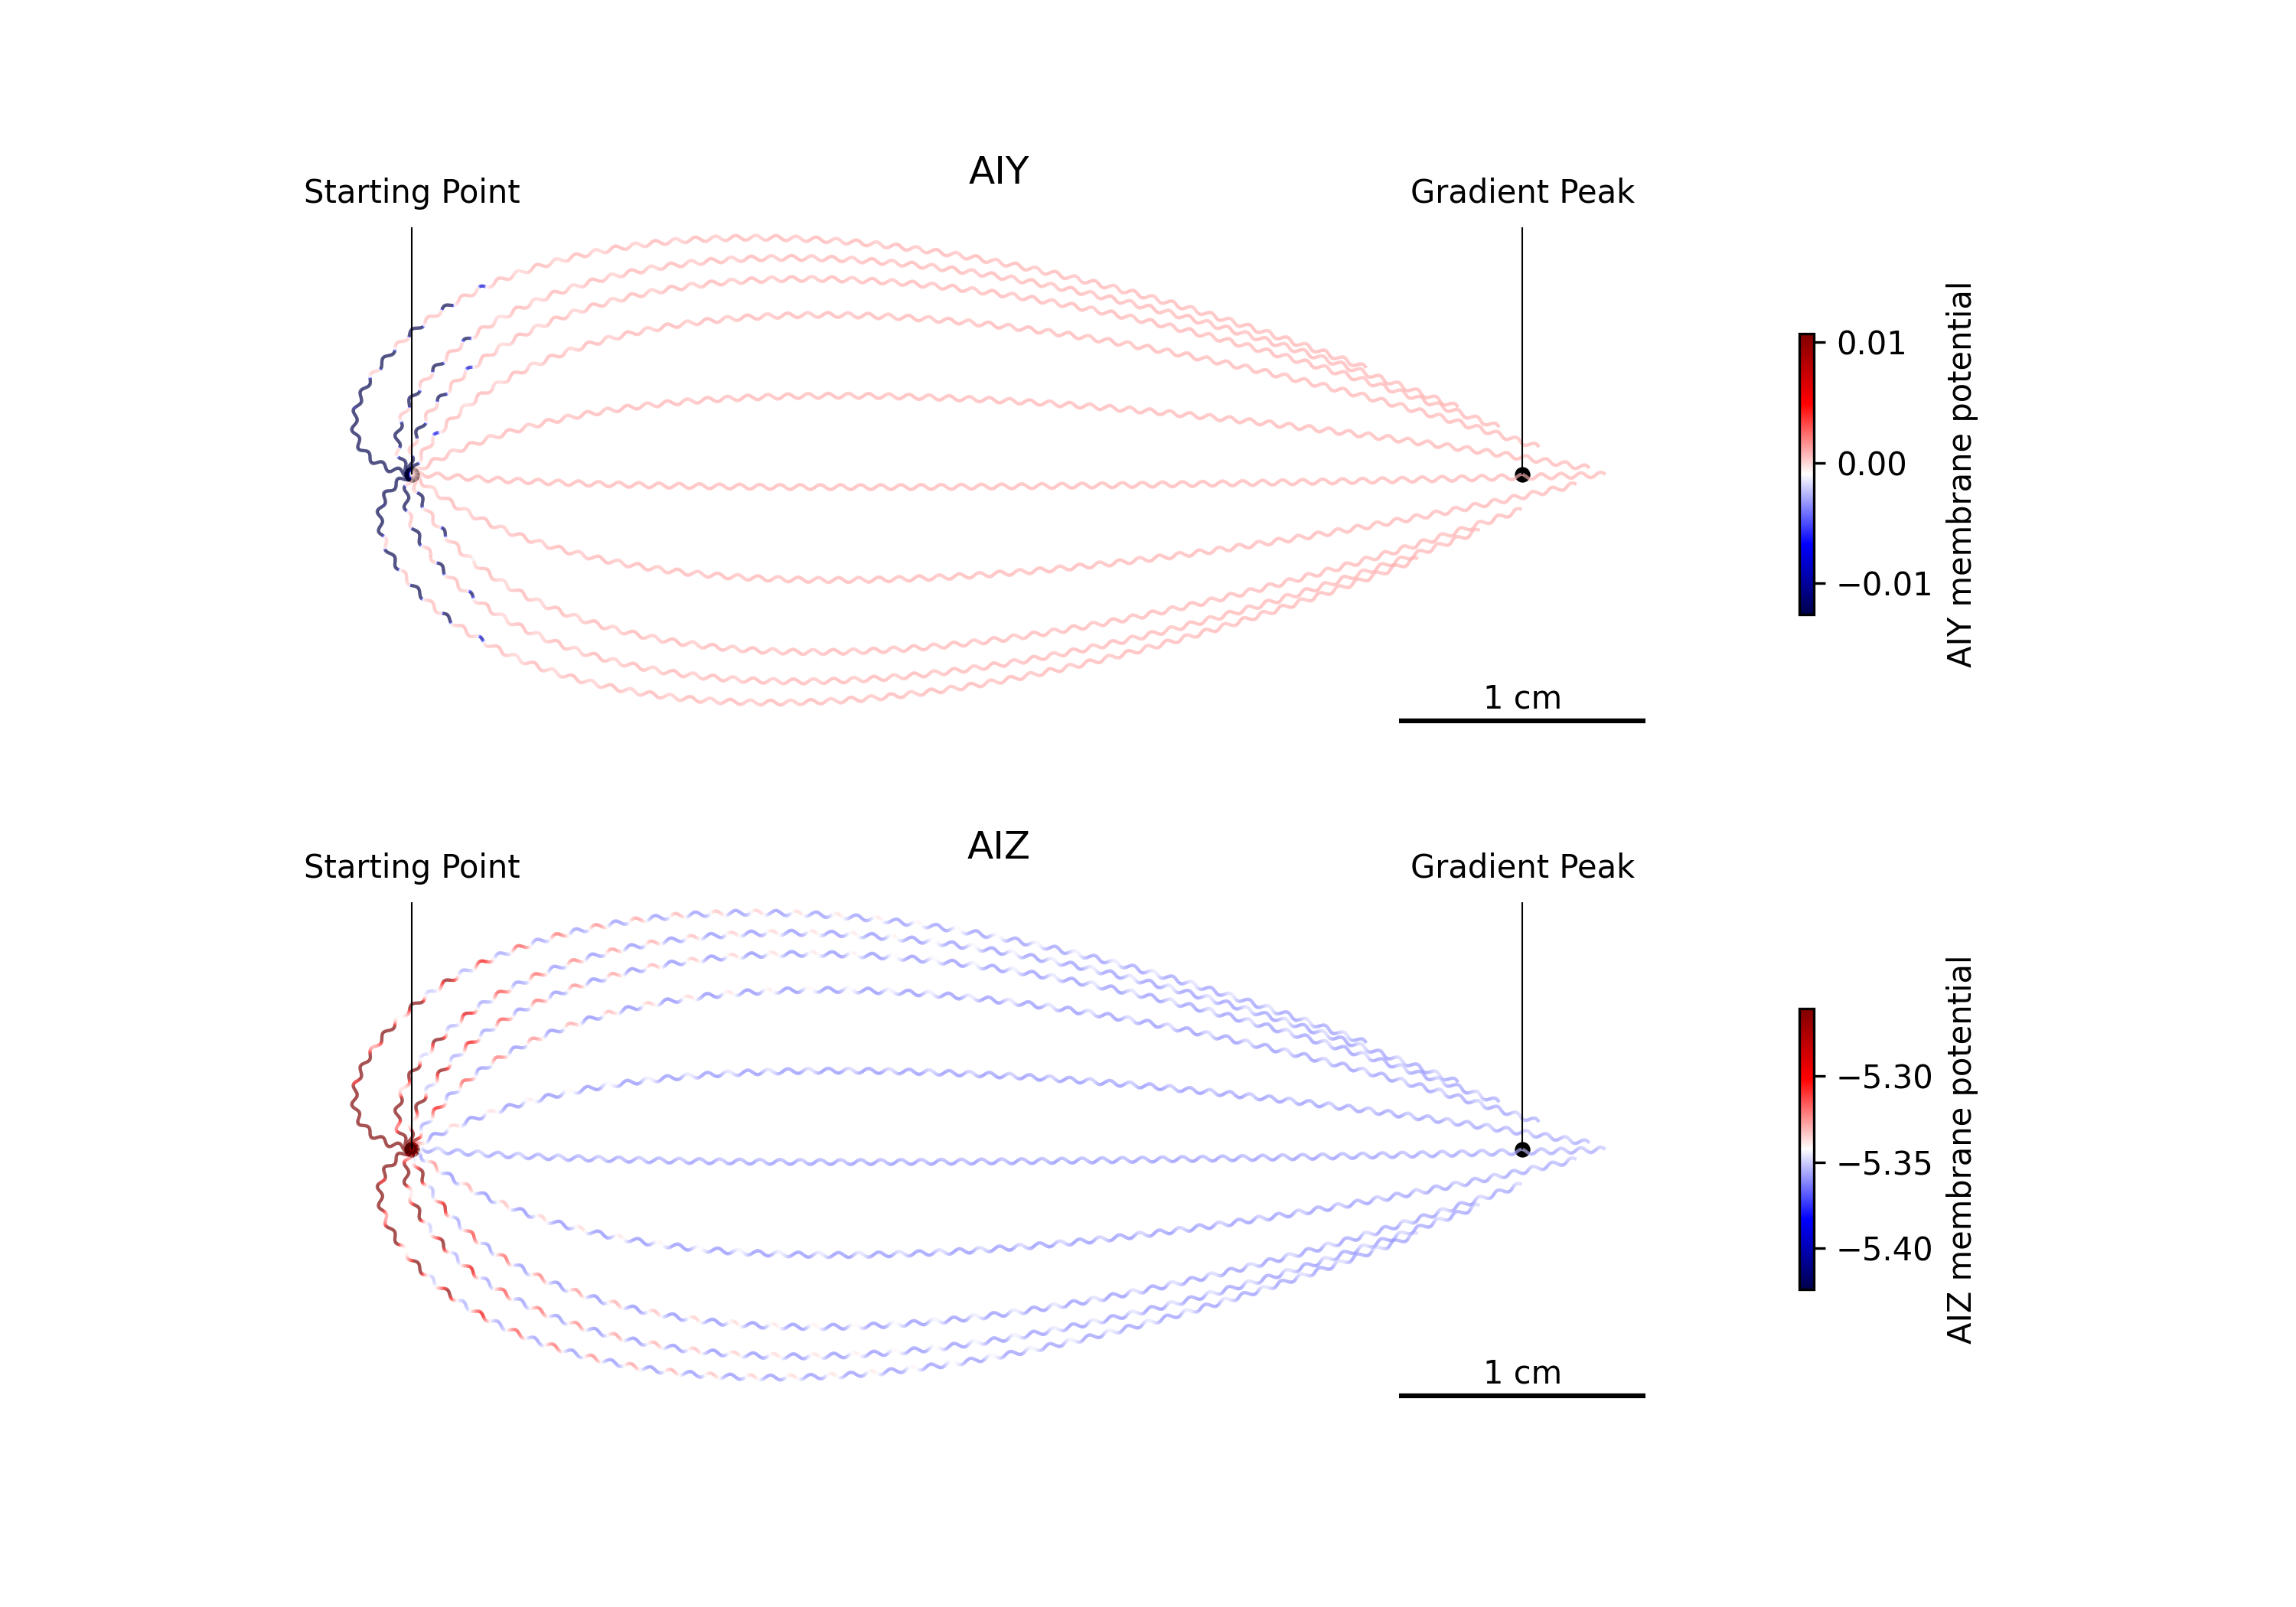 AIY
Starting Point
Gradient Peak
0.01
0.00
−0.01
AIY membrane potential
1 cm
AIZ
Starting Point
Gradient Peak
−5.30
−5.35
−5.40
AIZ membrane potential
1 cm